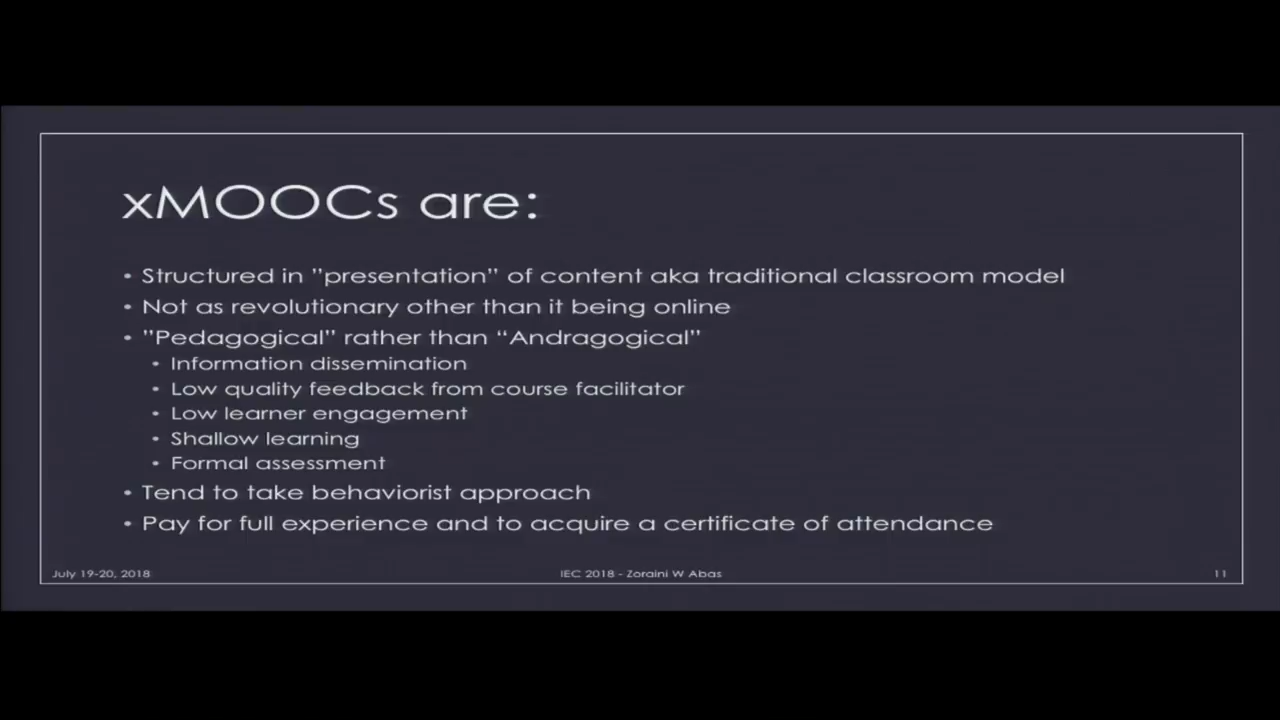 xMOOCs are:
• Structured in ”presentation” of content aka traditional classroom model
• Not as revolutionary other than it being online
• ”Pedagogical” rather than “Andragogical”
• Information dissemination
• Low quality feedback from course facilitator
• Low learner engagement
• Shallow learning
• Formal assessment
• Tend to take behaviorist approach
• Pay for full experience and to acquire a certificate of attendance
July 19-20, 2018 IEC 2018 - Zoraini W Abas 11